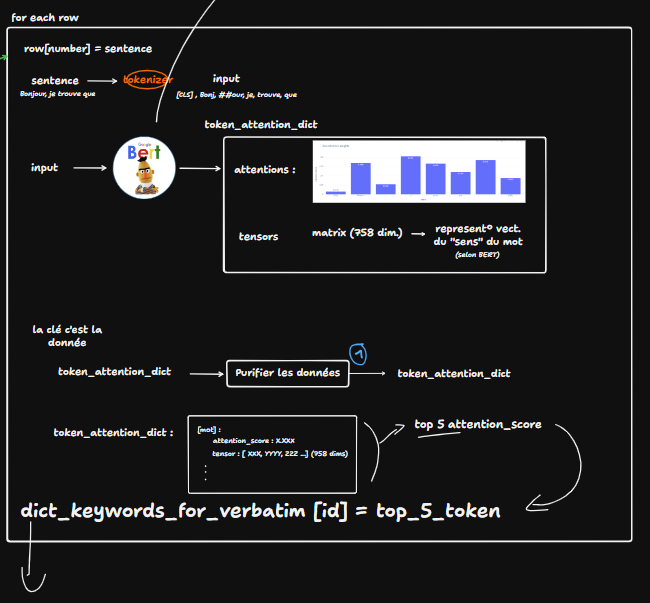 for each row
row[number] = sentence
sentence tokenizer input
Bonjour, je trouve que [CLS] , Bonj, ##our, je, trouve, que
token_attention_dict
input
Google
Bert
attentions :
tensors matrix (758 dim.) represent° vect.
du "sens" du mot
(selon BERT)
la clé c'est la
donnée
1
token_attention_dict Purifier les données token_attention_dict
token_attention_dict :
[mot] :
attention_score : X.XXX
tensor : [ XXX, YYYY, 222 ...] (758 dims)
top 5 attention_score
dict_keywords_for_verbatim [id] = top_5_token